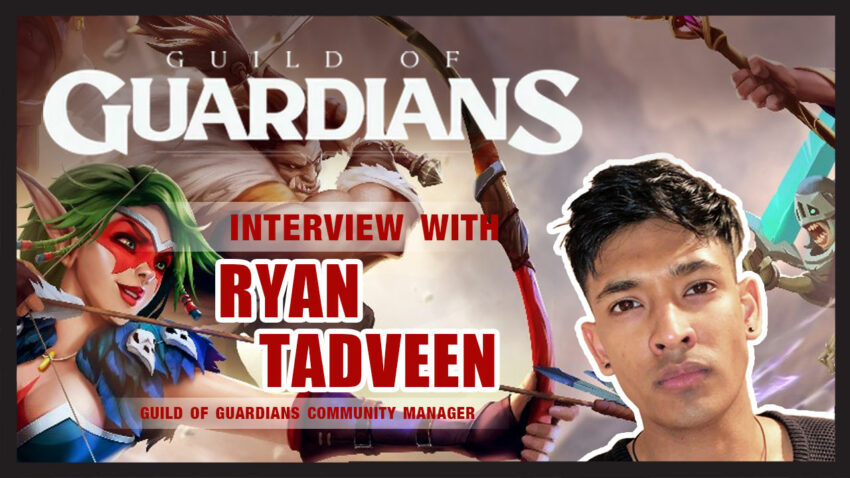 GUILD OF
GUARDIANS
INTERVIEW WITH
RYAN
TADVEEN
GUILD OF GUARDIANS COMMUNITY MANAGER